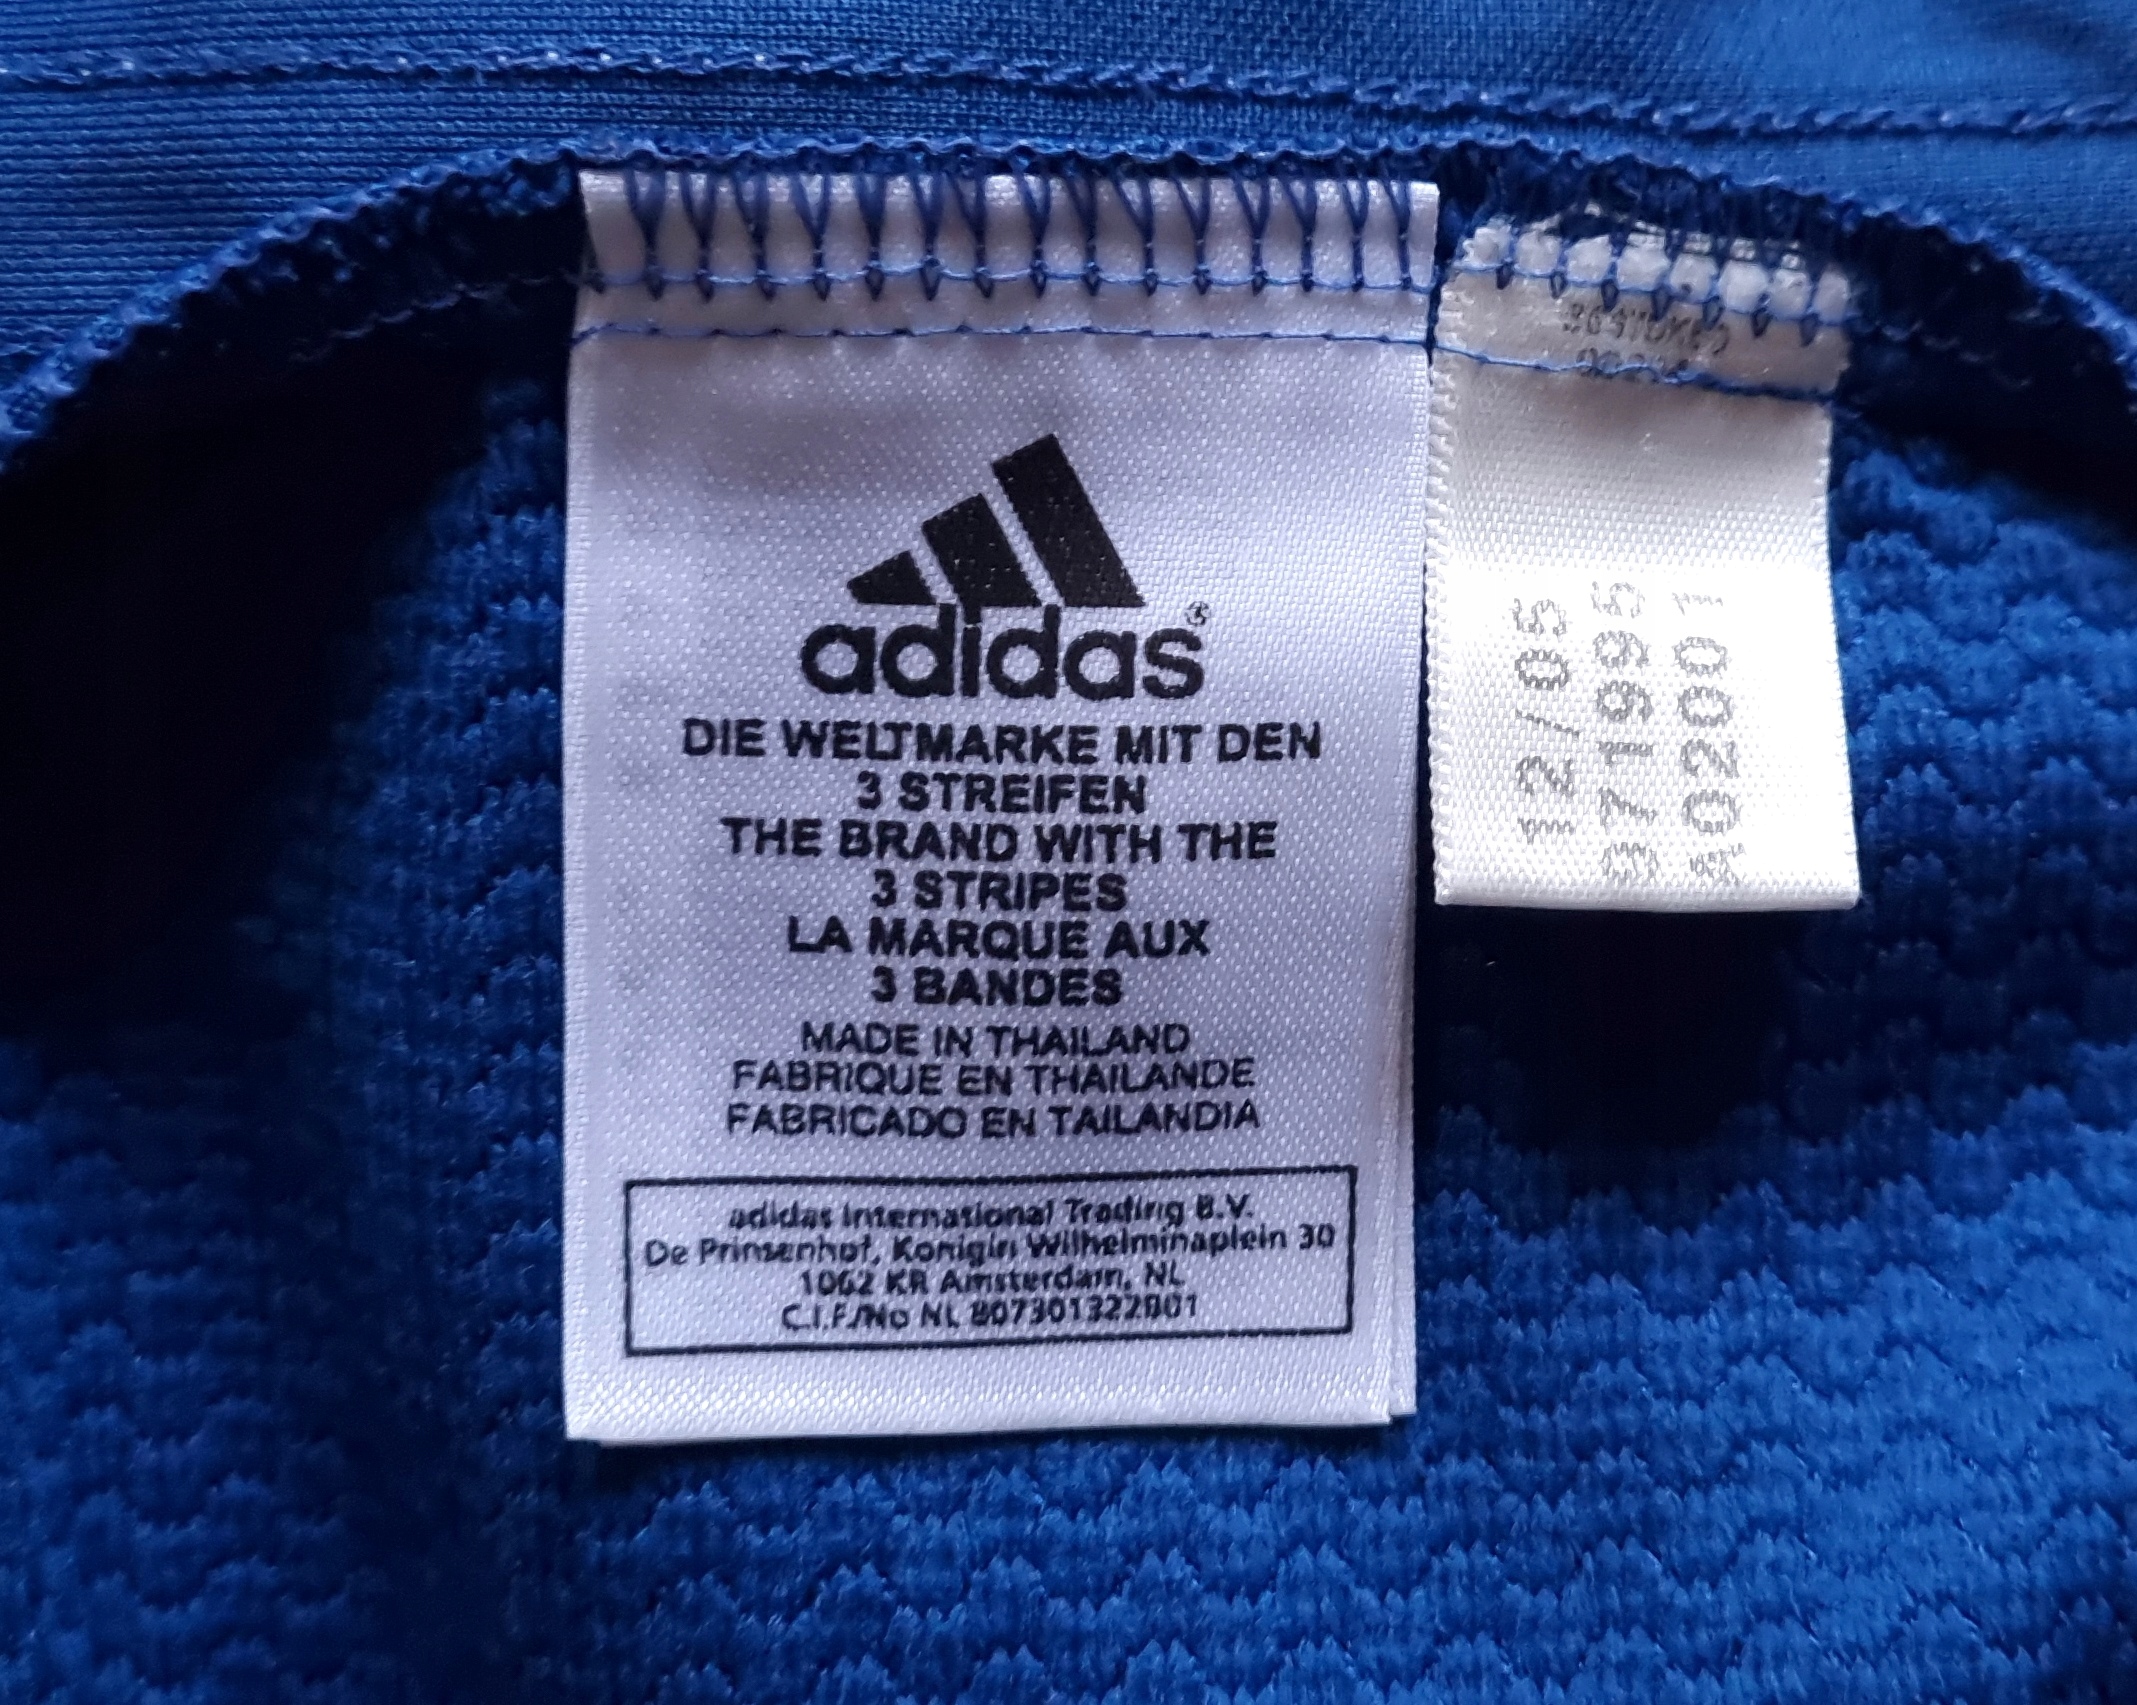 adidas®
DIE WELTMARKE MIT DEN
3 STREIFEN
THE BRAND WITH THE
3 STRIPES
LA MARQUE AUX
3 BANDES
MADE IN THAILAND
FABRIQUE EN THAILANDE
FABRICADO EN TAILANDIA
adidas International Trading B.V.
De Prinsenhof, Konigin Wilhelminaplein 30
1062 KR Amsterdam, NL
C.I.F./No NL 807301322B01
12/05
971995